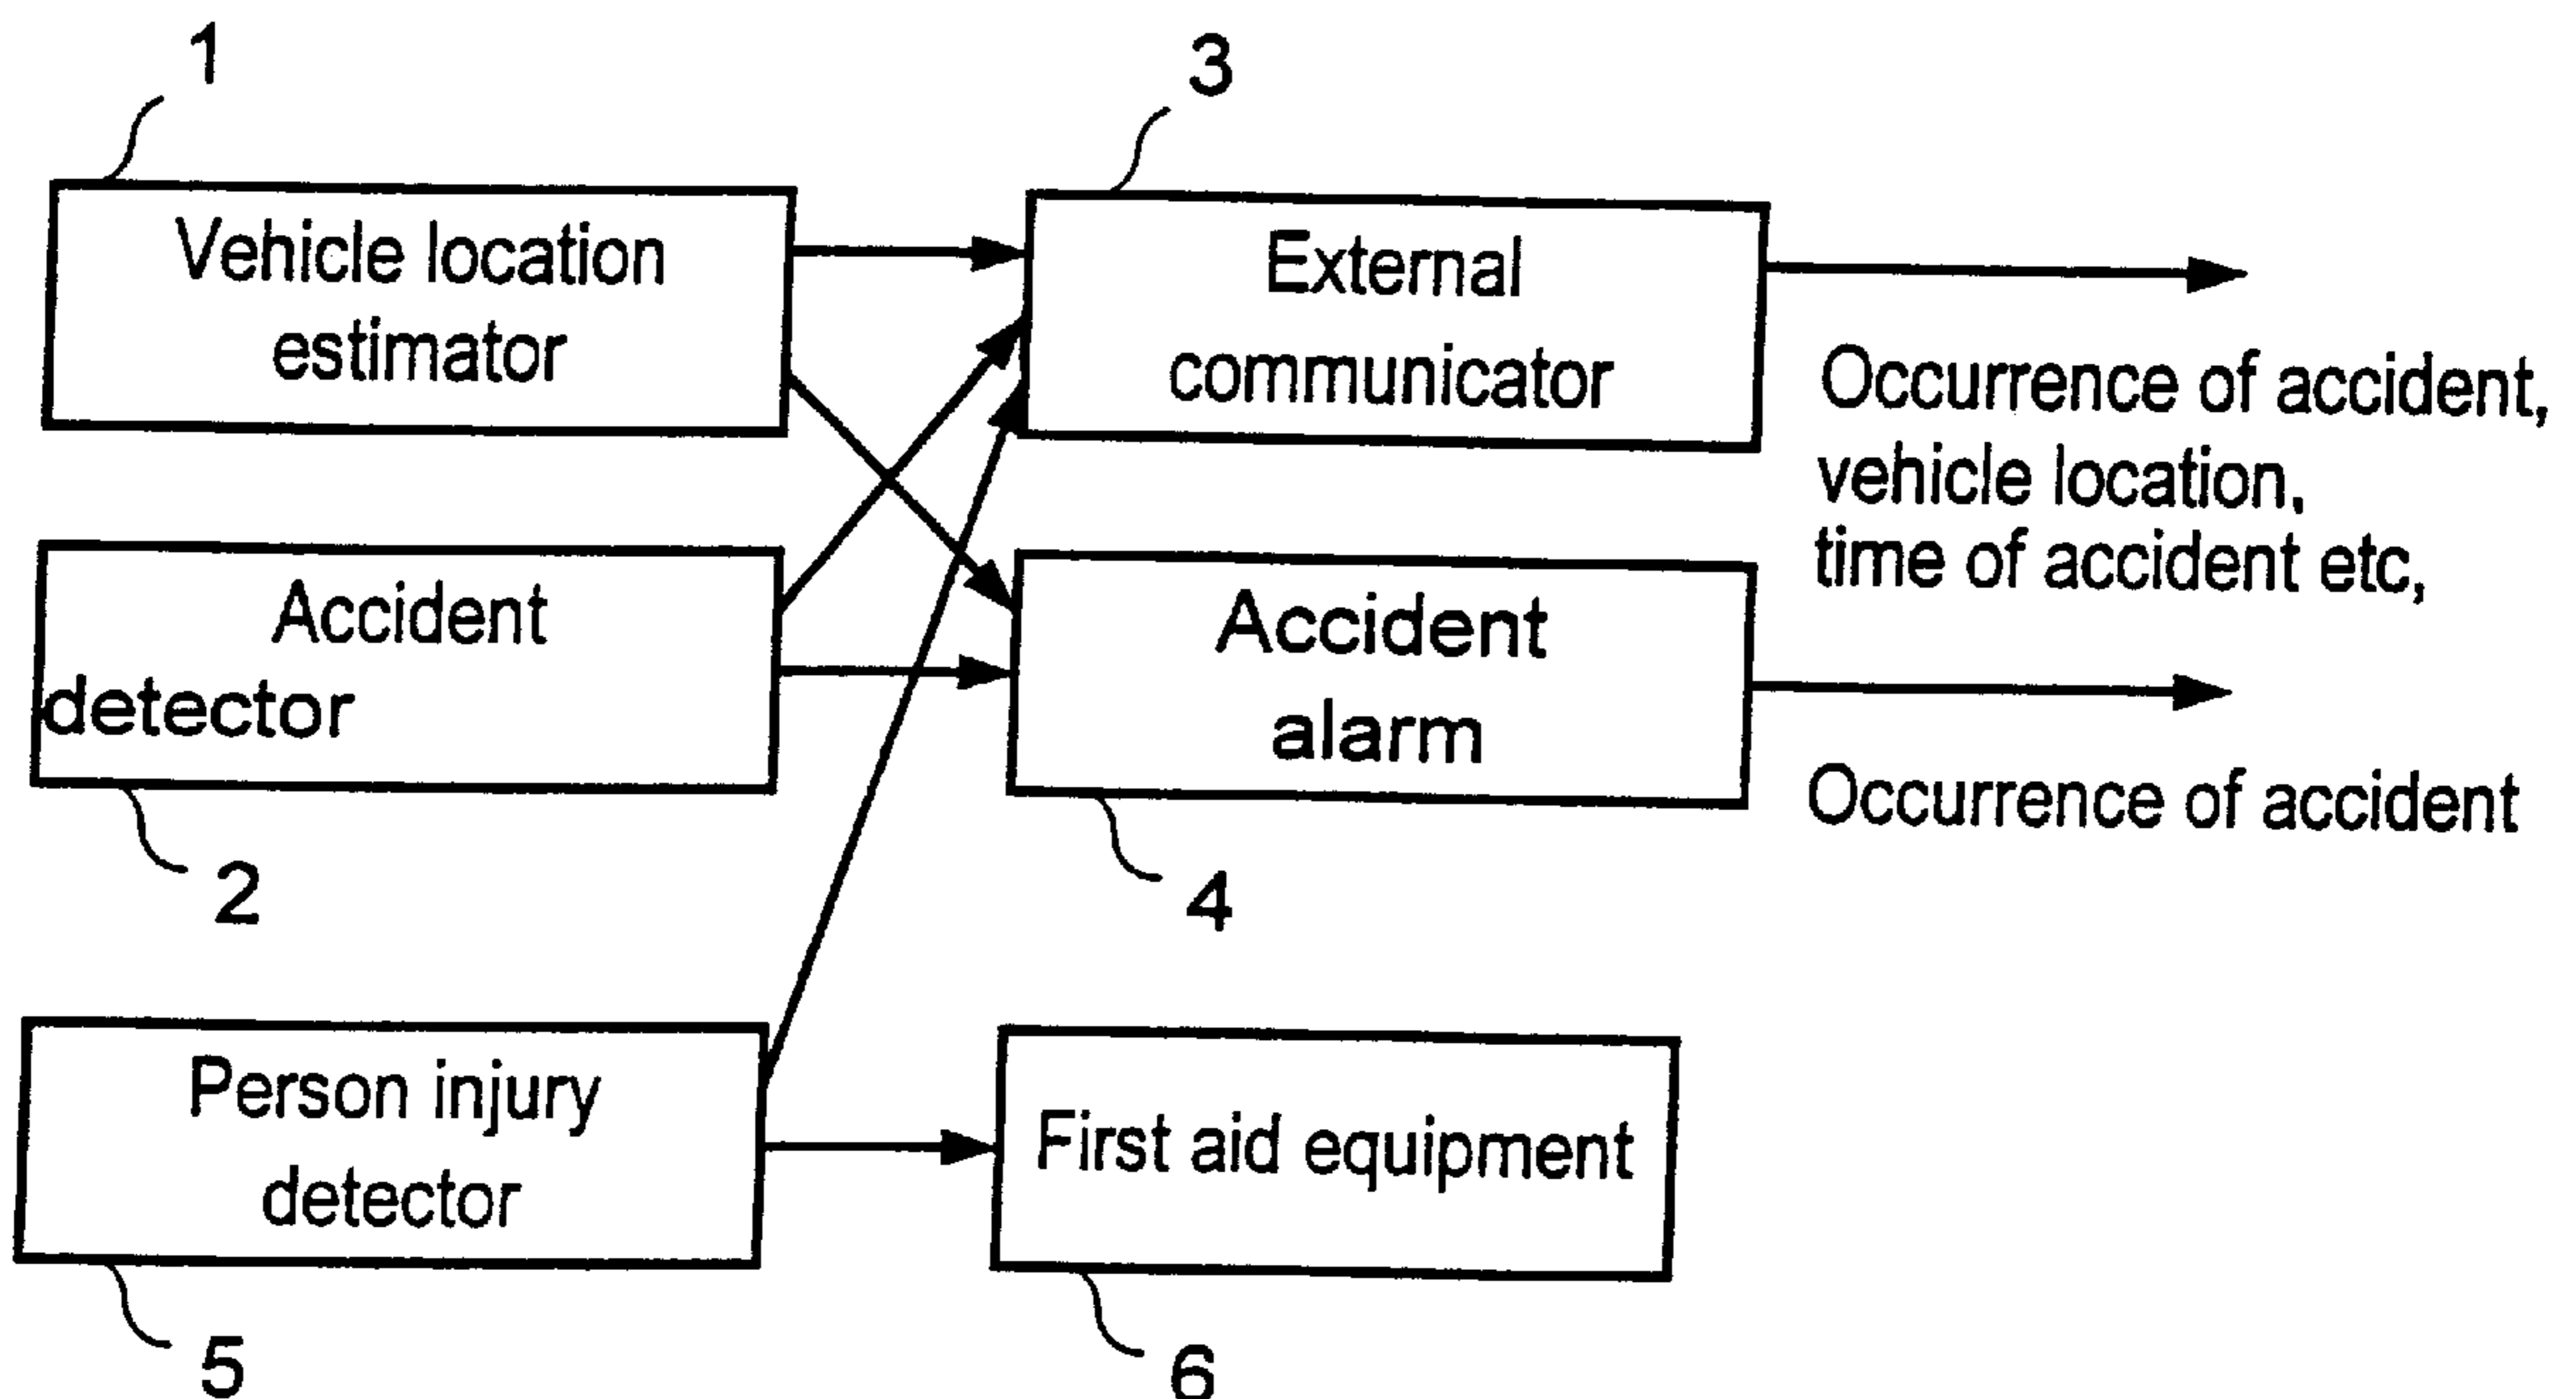 1
3
Vehicle location
estimator
External
communicator
Occurrence of accident,
vehicle location,
time of accident etc,
Accident
detector
Accident
alarm
Occurrence of accident
2
4
Person injury
detector
First aid equipment
5
6